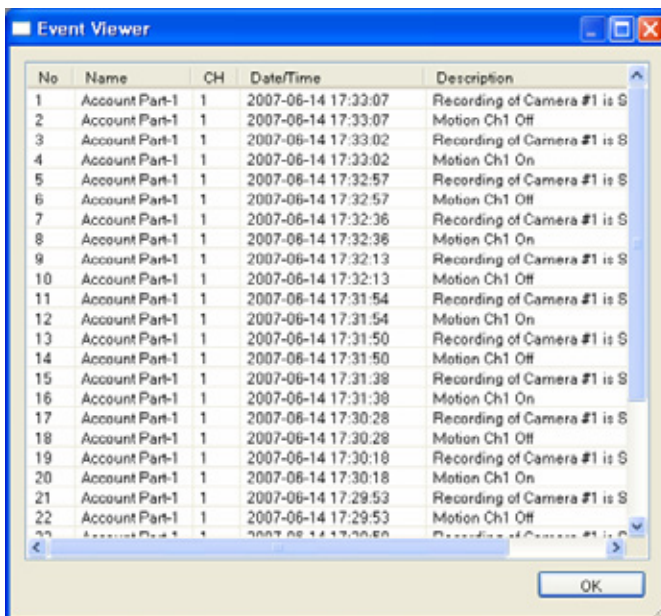 Event Viewer
No Name CH Date/Time Description
1 Account Part-1 1 2007-06-14 17:33:07 Recording of Camera #1 is S
2 Account Part-1 1 2007-06-14 17:33:07 Motion Ch1 Off
3 Account Part-1 1 2007-06-14 17:33:02 Recording of Camera #1 is S
4 Account Part-1 1 2007-06-14 17:33:02 Motion Ch1 On
5 Account Part-1 1 2007-06-14 17:32:57 Recording of Camera #1 is S
6 Account Part-1 1 2007-06-14 17:32:57 Motion Ch1 Off
7 Account Part-1 1 2007-06-14 17:32:36 Recording of Camera #1 is S
8 Account Part-1 1 2007-06-14 17:32:36 Motion Ch1 On
9 Account Part-1 1 2007-06-14 17:32:13 Recording of Camera #1 is S
10 Account Part-1 1 2007-06-14 17:32:13 Motion Ch1 Off
11 Account Part-1 1 2007-06-14 17:31:54 Recording of Camera #1 is S
12 Account Part-1 1 2007-06-14 17:31:54 Motion Ch1 On
13 Account Part-1 1 2007-06-14 17:31:50 Recording of Camera #1 is S
14 Account Part-1 1 2007-06-14 17:31:50 Motion Ch1 Off
15 Account Part-1 1 2007-06-14 17:31:38 Recording of Camera #1 is S
16 Account Part-1 1 2007-06-14 17:31:38 Motion Ch1 On
17 Account Part-1 1 2007-06-14 17:30:28 Recording of Camera #1 is S
18 Account Part-1 1 2007-06-14 17:30:28 Motion Ch1 Off
19 Account Part-1 1 2007-06-14 17:30:18 Recording of Camera #1 is S
20 Account Part-1 1 2007-06-14 17:30:18 Motion Ch1 On
21 Account Part-1 1 2007-06-14 17:29:53 Recording of Camera #1 is S
22 Account Part-1 1 2007-06-14 17:29:53 Motion Ch1 Off
OK